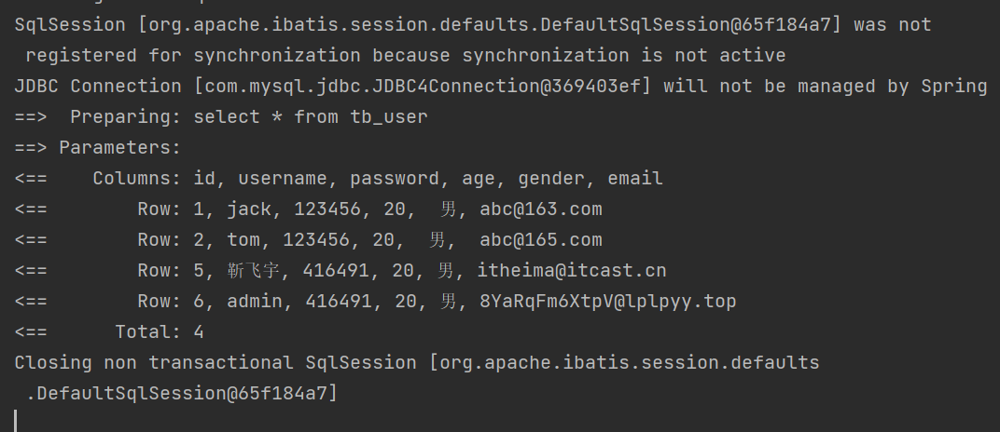 SqlSession [org.apache.ibatis.session.defaults.DefaultSqlSession@65f184a7] was not
registered for synchronization because synchronization is not active
JDBC Connection [com.mysql.jdbc.JDBC4Connection@369403ef] will not be managed by Spring
==>  Preparing: select * from tb_user
==> Parameters:
<==    Columns: id, username, password, age, gender, email
<==        Row: 1, jack, 123456, 20,  男, abc@163.com
<==        Row: 2, tom, 123456, 20,  男,  abc@165.com
<==        Row: 5, 靳飞宇, 416491, 20, 男, itheima@itcast.cn
<==        Row: 6, admin, 416491, 20, 男, 8YaRqFm6XtpV@lplpyy.top
<==      Total: 4
Closing non transactional SqlSession [org.apache.ibatis.session.defaults
.DefaultSqlSession@65f184a7]